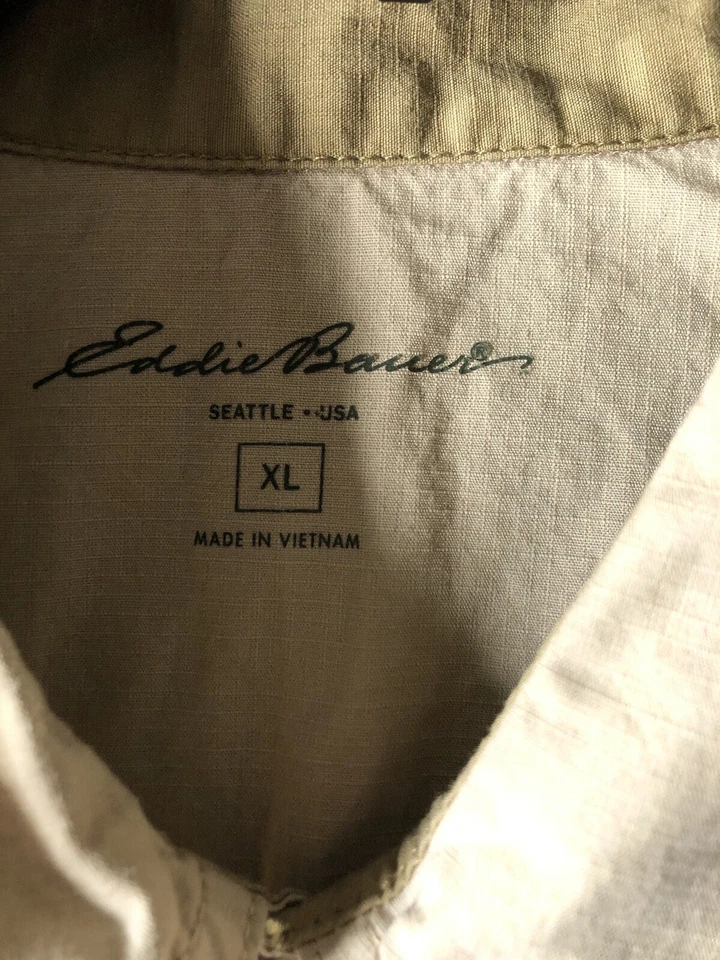 Eddie Bauer®
SEATTLE • USA
XL
MADE IN VIETNAM